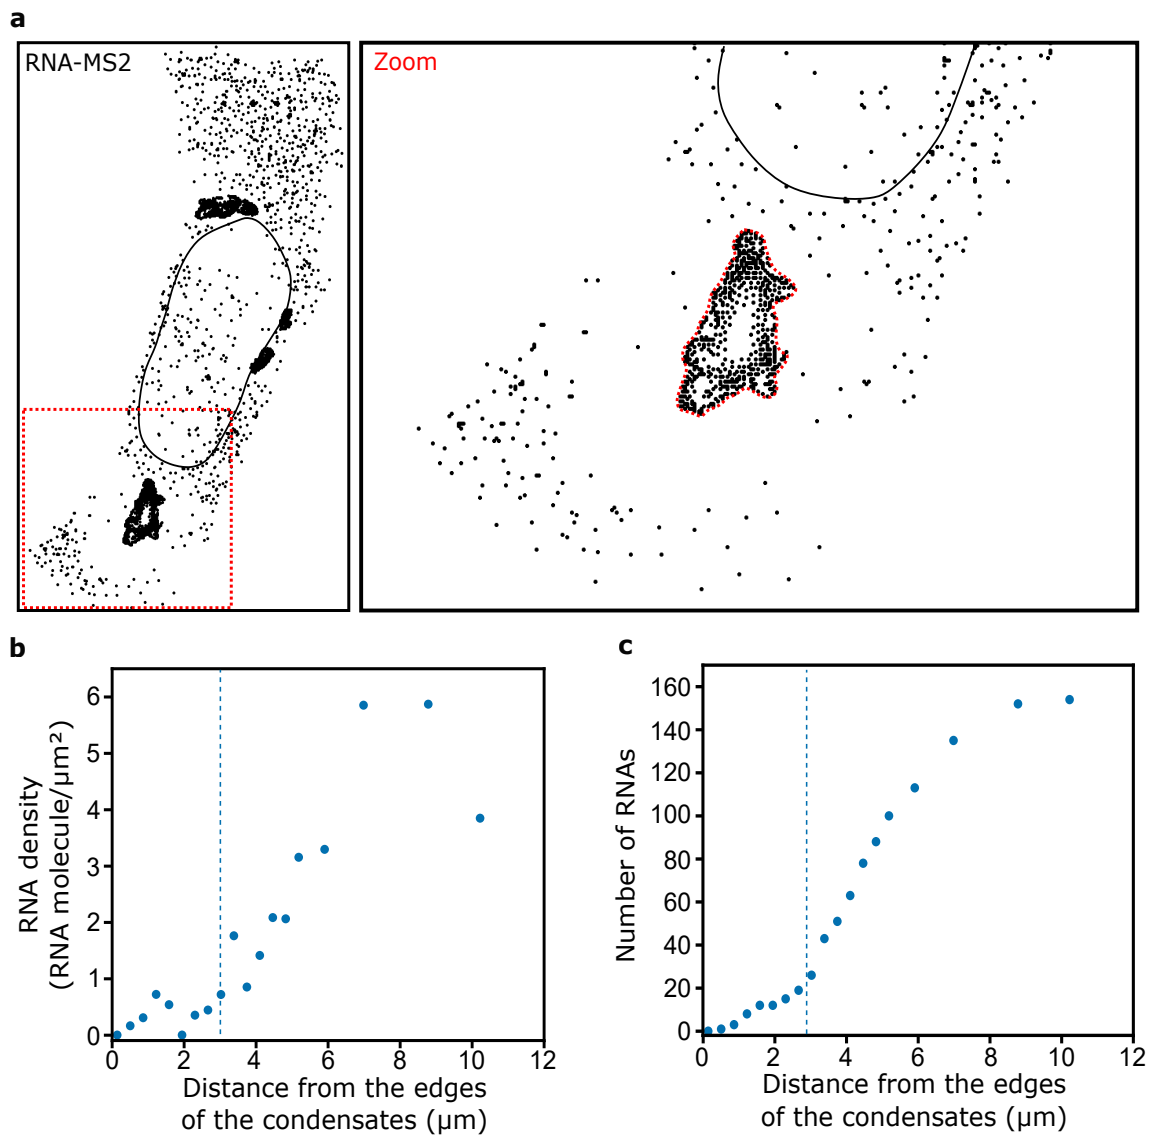 a
RNA-MS2
Zoom
b
RNA density
(RNA molecule/µm²)
6
5
4
3
2
1
0
0 2 4 6 8 10 12
Distance from the edges
of the condensates (µm)
c
Number of RNAs
160
140
120
100
80
60
40
20
0
0 2 4 6 8 10 12
Distance from the edges
of the condensates (µm)